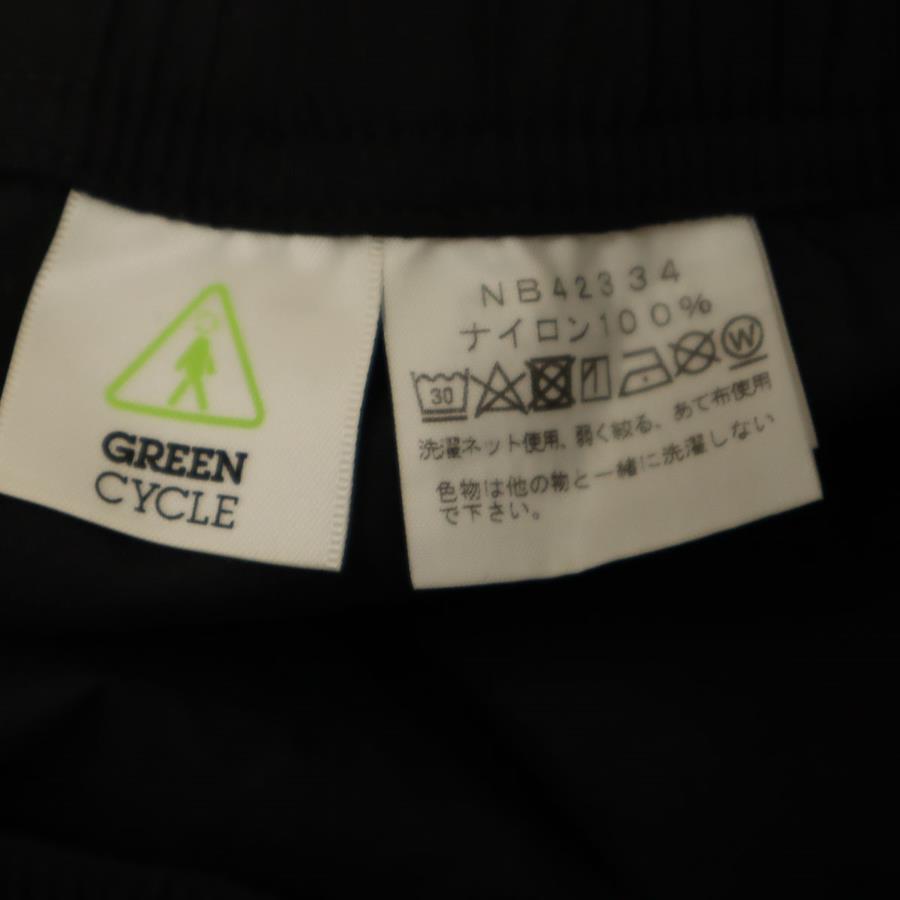 GREEN
CYCLE
NB42334
ナイロン100%
30
W
洗濯ネット使用、弱く絞る、あて布使用
色物は他の物と一緒に洗濯しない
で下さい。